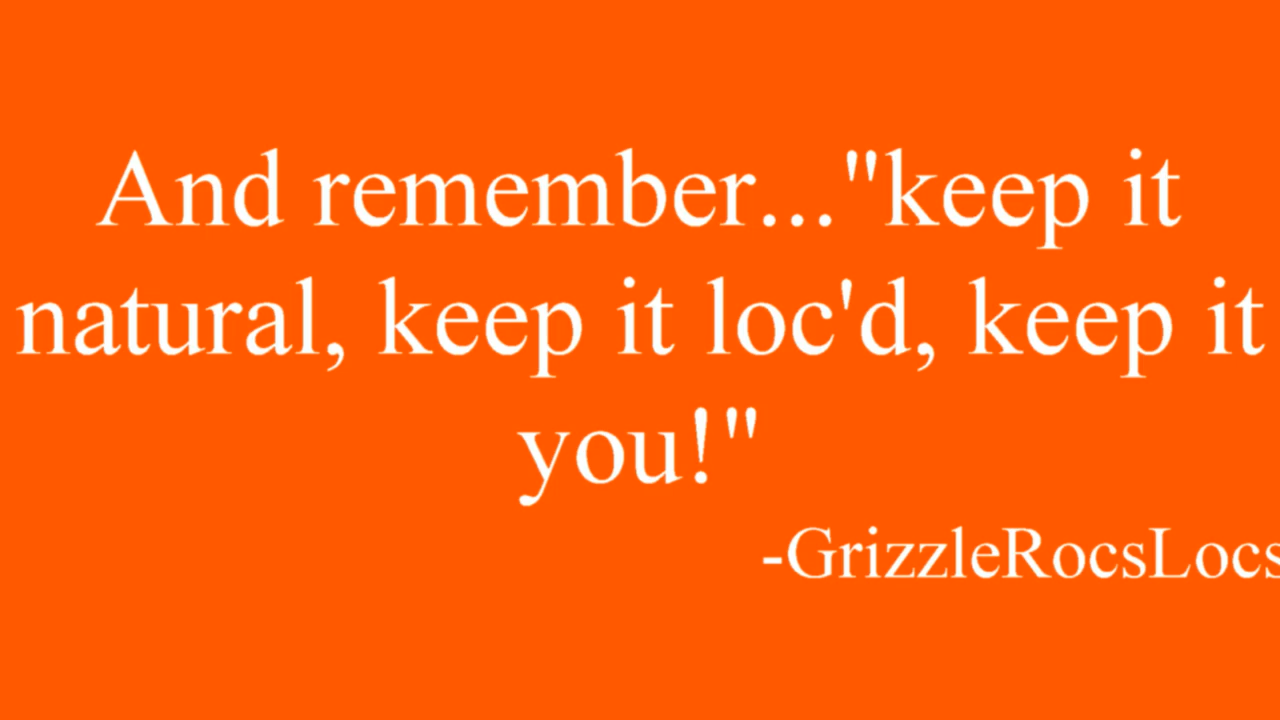 And remember..."keep it
natural, keep it loc'd, keep it
you!"
-GrizzleRocsLocs